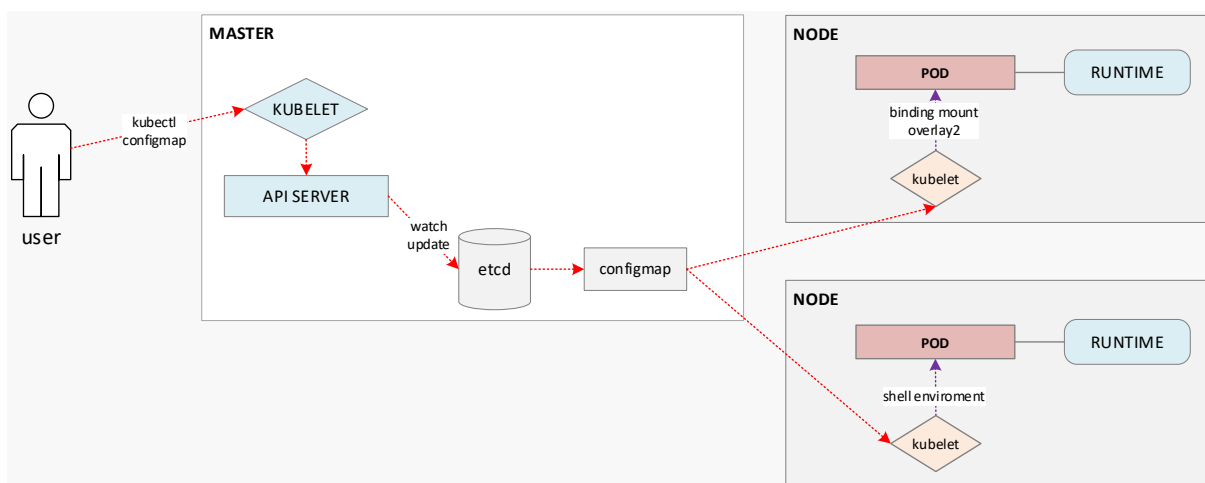 MASTER
KUBELET
kubectl
configmap
API SERVER
user
watch
update
etcd
configmap
NODE
POD
RUNTIME
binding mount
overlay2
kubelet
NODE
POD
RUNTIME
shell enviroment
kubelet